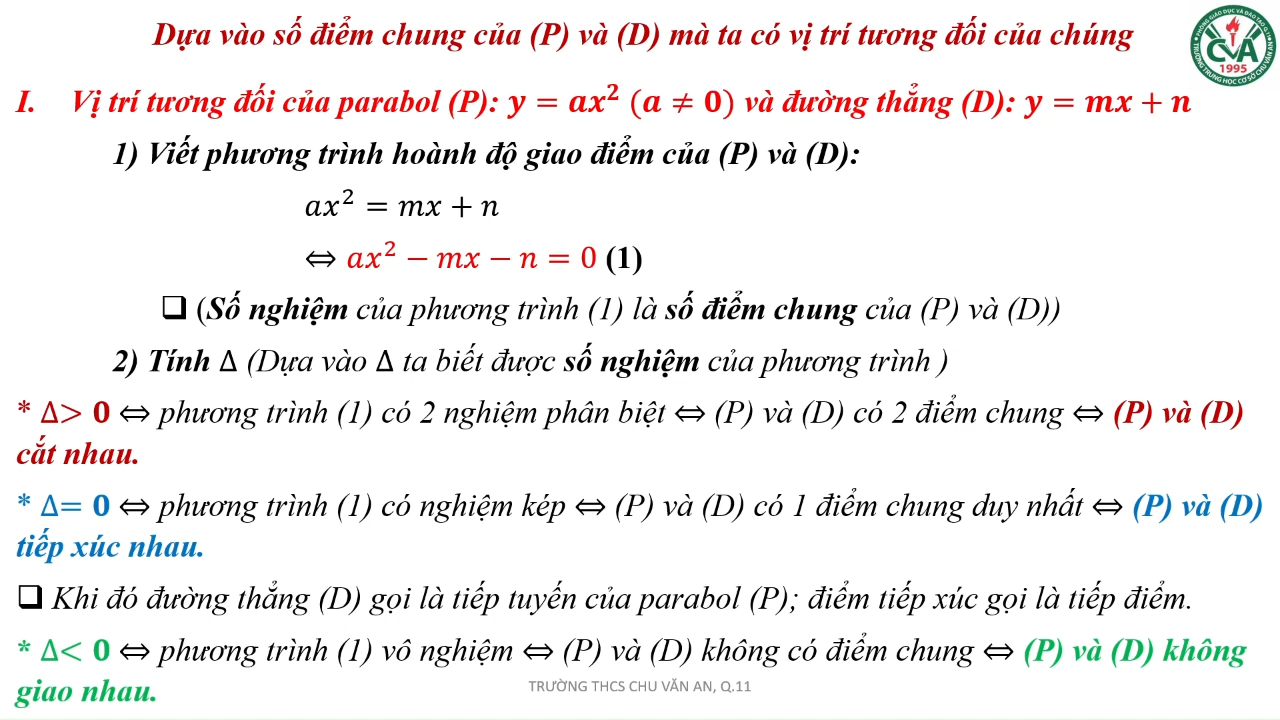 Dựa vào số điểm chung của (P) và (D) mà ta có vị trí tương đối của chúng
I. Vị trí tương đối của parabol (P): y = ax² (a ≠ 0) và đường thẳng (D): y = mx + n
1) Viết phương trình hoành độ giao điểm của (P) và (D):
ax² = mx + n
⇔ ax² − mx − n = 0 (1)
❑ (Số nghiệm của phương trình (1) là số điểm chung của (P) và (D))
2) Tính Δ (Dựa vào Δ ta biết được số nghiệm của phương trình )
* Δ> 0 ⇔ phương trình (1) có 2 nghiệm phân biệt ⇔ (P) và (D) có 2 điểm chung ⇔ (P) và (D)
cắt nhau.
* Δ= 0 ⇔ phương trình (1) có nghiệm kép ⇔ (P) và (D) có 1 điểm chung duy nhất ⇔ (P) và (D)
tiếp xúc nhau.
❑ Khi đó đường thẳng (D) gọi là tiếp tuyến của parabol (P); điểm tiếp xúc gọi là tiếp điểm.
* Δ< 0 ⇔ phương trình (1) vô nghiệm ⇔ (P) và (D) không có điểm chung ⇔ (P) và (D) không
giao nhau.
TRƯỜNG THCS CHU VĂN AN, Q.11
CVA
1995